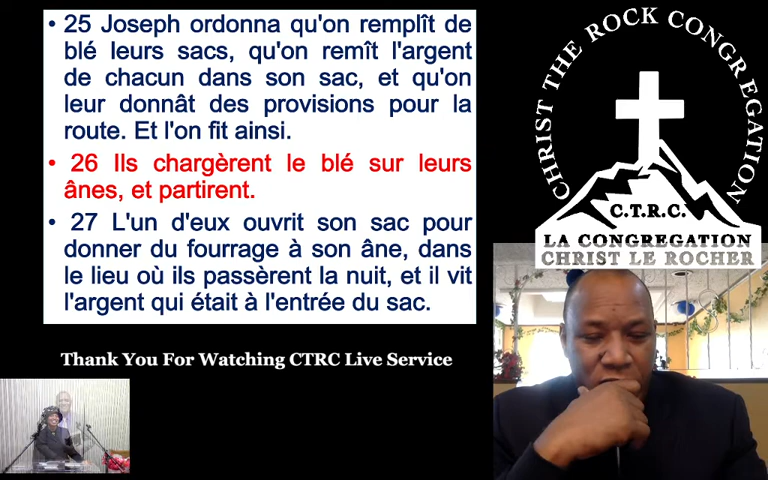 • 25 Joseph ordonna qu'on remplît de
blé leurs sacs, qu'on remît l'argent
de chacun dans son sac, et qu'on
leur donnât des provisions pour la
route. Et l'on fit ainsi.
• 26 Ils chargèrent le blé sur leurs
ânes, et partirent.
• 27 L'un d'eux ouvrit son sac pour
donner du fourrage à son âne, dans
le lieu où ils passèrent la nuit, et il vit
l'argent qui était à l'entrée du sac.
Thank You For Watching CTRC Live Service
CHRIST THE ROCK CONGREGATION
C.T.R.C.
LA CONGREGATION
CHRIST LE ROCHER